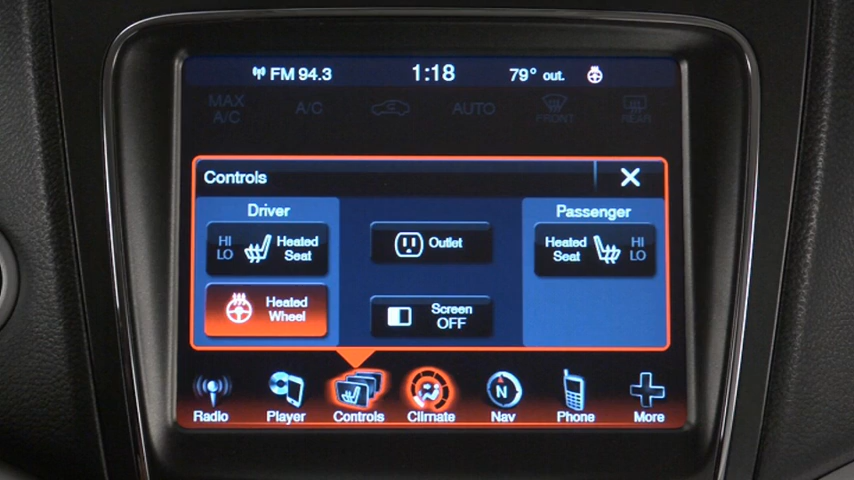 FM 94.3 1:18 79° out.
MAX A/C A/C AUTO FRONT REAR
Controls
Driver Passenger
HI LO Heated Seat
Outlet
Heated Seat HI LO
Heated Wheel
Screen OFF
Radio Player Controls Climate N Nav Phone More